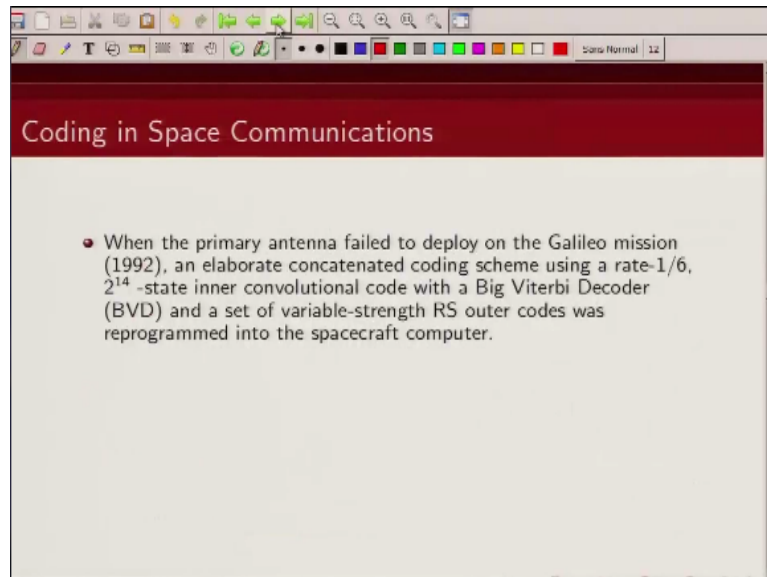 T
Sans Normal 12
Coding in Space Communications
When the primary antenna failed to deploy on the Galileo mission
(1992), an elaborate concatenated coding scheme using a rate-1/6,
2¹⁴ -state inner convolutional code with a Big Viterbi Decoder
(BVD) and a set of variable-strength RS outer codes was
reprogrammed into the spacecraft computer.